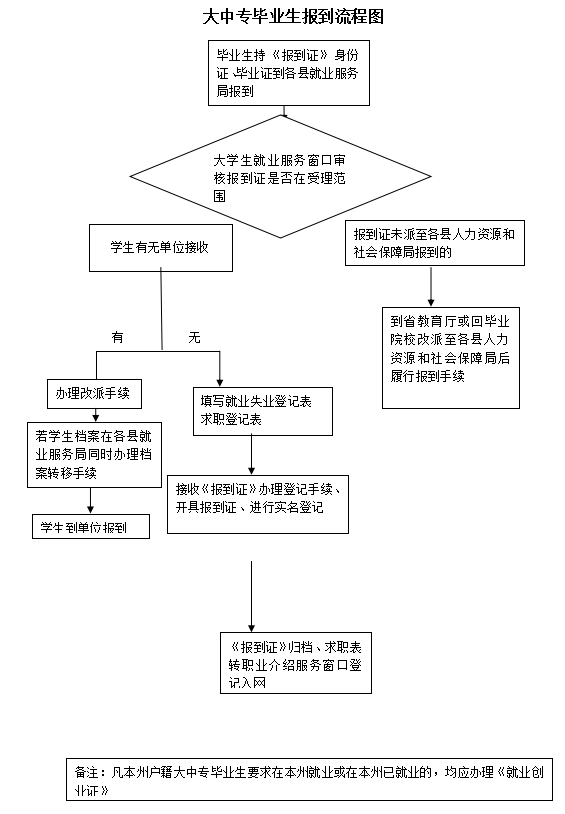 大中专毕业生报到流程图
毕业生持《报到证》身份
证、毕业证到各县就业服务
局报到
大学生就业服务窗口审
核报到证是否在受理范
围
学生有无单位接收
报到证未派至各县人力资源和
社会保障局报到的
到省教育厅或回毕业
院校改派至各县人力
资源和社会保障局后
履行报到手续
有
无
办理改派手续
填写就业失业登记表
求职登记表
若学生档案在各县就
业服务局同时办理档
案转移手续
接收《报到证》办理登记手续、
开具报到证、进行实名登记
学生到单位报到
《报到证》归档、求职表
转职业介绍服务窗口登
记入网
备注：凡本州户籍大中专毕业生要求在本州就业或在本州已就业的，均应办理《就业创
业证》